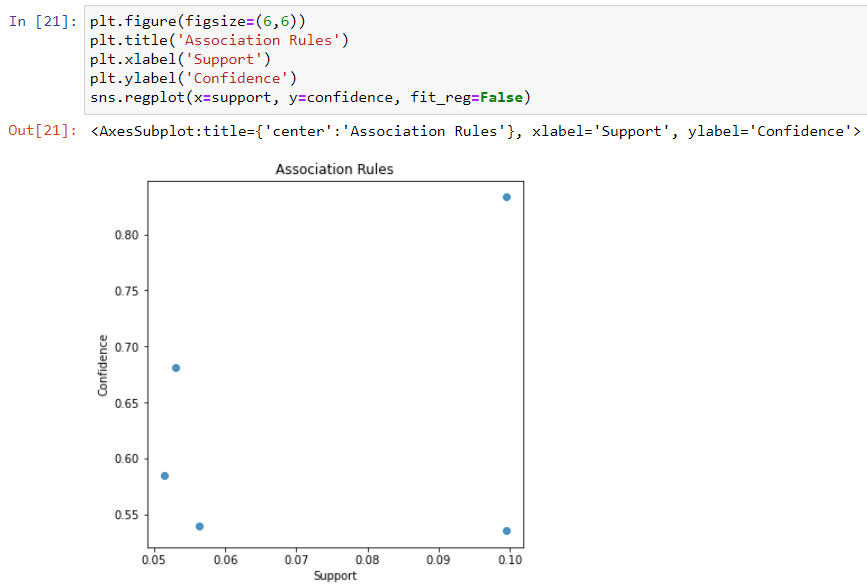 In [21]: plt.figure(figsize=(6,6))
plt.title('Association Rules')
plt.xlabel('Support')
plt.ylabel('Confidence')
sns.regplot(x=support, y=confidence, fit_reg=False)
Out[21]: <AxesSubplot:title={'center':'Association Rules'}, xlabel='Support', ylabel='Confidence'>
Association Rules
0.80
0.75
0.70
0.65
0.60
0.55
Confidence
0.05 0.06 0.07 0.08 0.09 0.10
Support